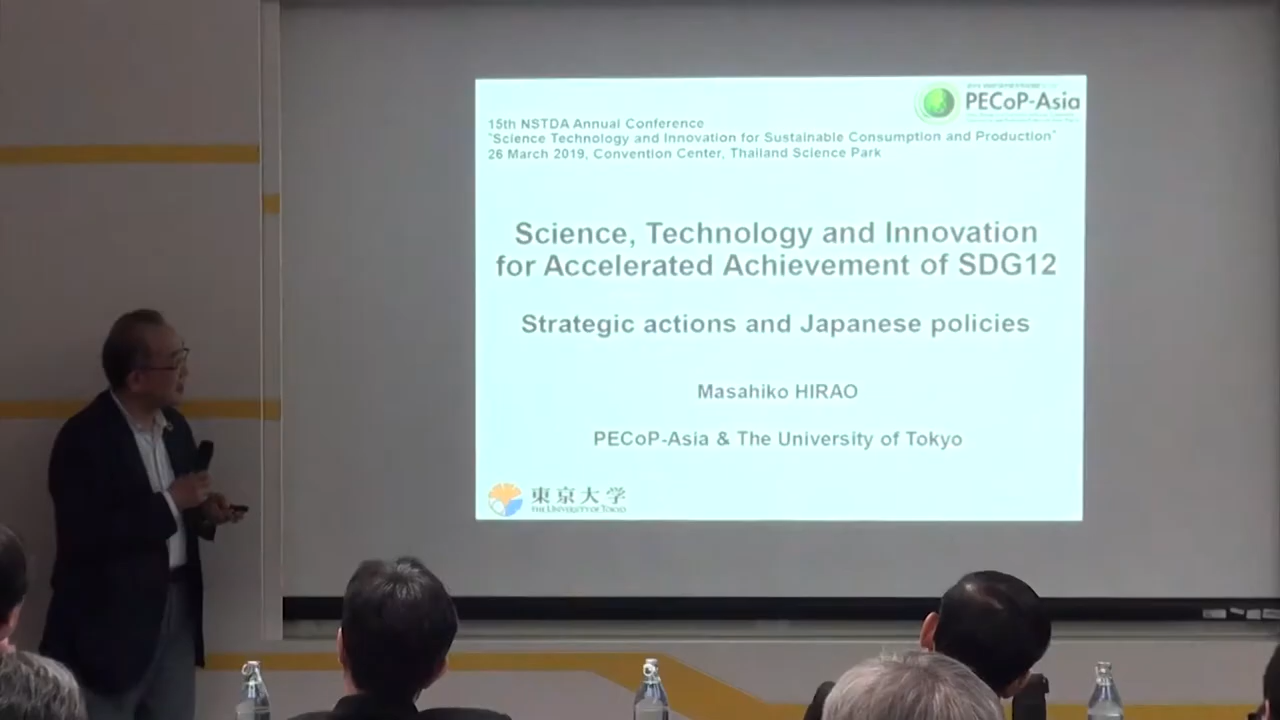 PECoP-Asia
15th NSTDA Annual Conference
"Science Technology and Innovation for Sustainable Consumption and Production"
26 March 2019, Convention Center, Thailand Science Park
Science, Technology and Innovation
for Accelerated Achievement of SDG12
Strategic actions and Japanese policies
Masahiko HIRAO
PECoP-Asia & The University of Tokyo
東京大学
THE UNIVERSITY OF TOKYO